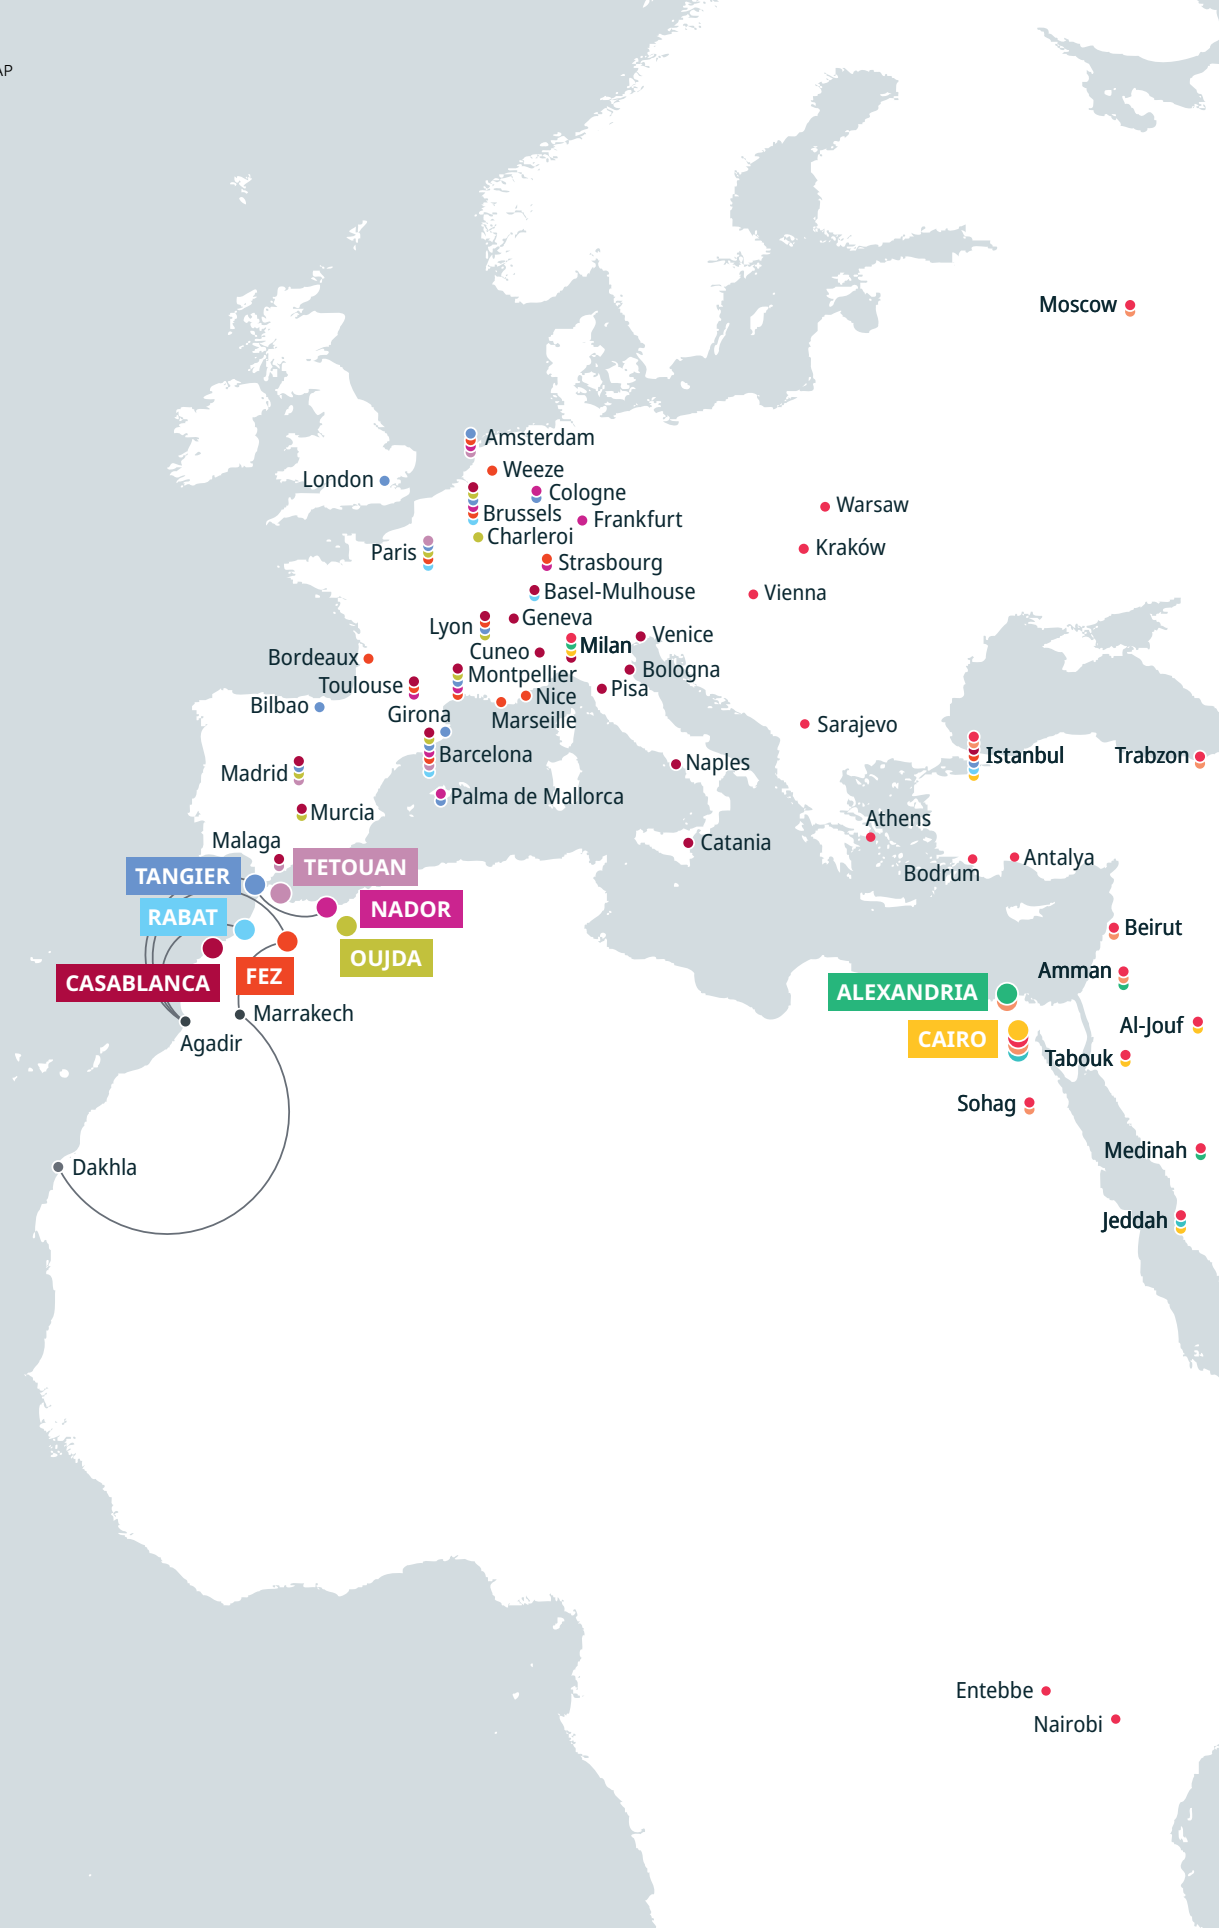 AP
Moscow
Amsterdam
Weeze
London
Cologne
Brussels
Frankfurt
Warsaw
Charleroi
Paris
Kraków
Strasbourg
Basel-Mulhouse
Vienna
Geneva
Lyon
Venice
Milan
Cuneo
Bordeaux
Bologna
Montpellier
Toulouse
Pisa
Nice
Bilbao
Girona
Marseille
Sarajevo
Barcelona
Istanbul
Trabzon
Naples
Madrid
Palma de Mallorca
Murcia
Athens
Malaga
Catania
Antalya
TETOUAN
Bodrum
TANGIER
NADOR
RABAT
Beirut
OUJDA
Amman
FEZ
CASABLANCA
ALEXANDRIA
Marrakech
Al-Jouf
CAIRO
Agadir
Tabouk
Sohag
Medinah
Dakhla
Jeddah
Entebbe
Nairobi